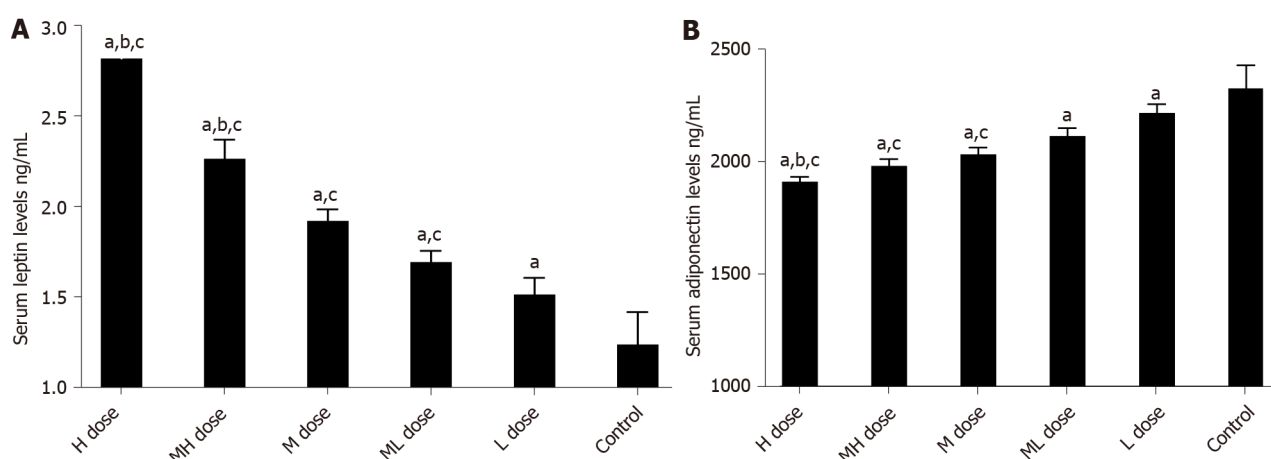 A
Serum leptin levels ng/mL
3.0
2.5
2.0
1.5
1.0
a,b,c
a,b,c
a,c
a,c
a
H dose
MH dose
M dose
ML dose
L dose
Control
B
Serum adiponectin levels ng/mL
2500
2000
1500
1000
a,b,c
a,c
a,c
a
a
H dose
MH dose
M dose
ML dose
L dose
Control